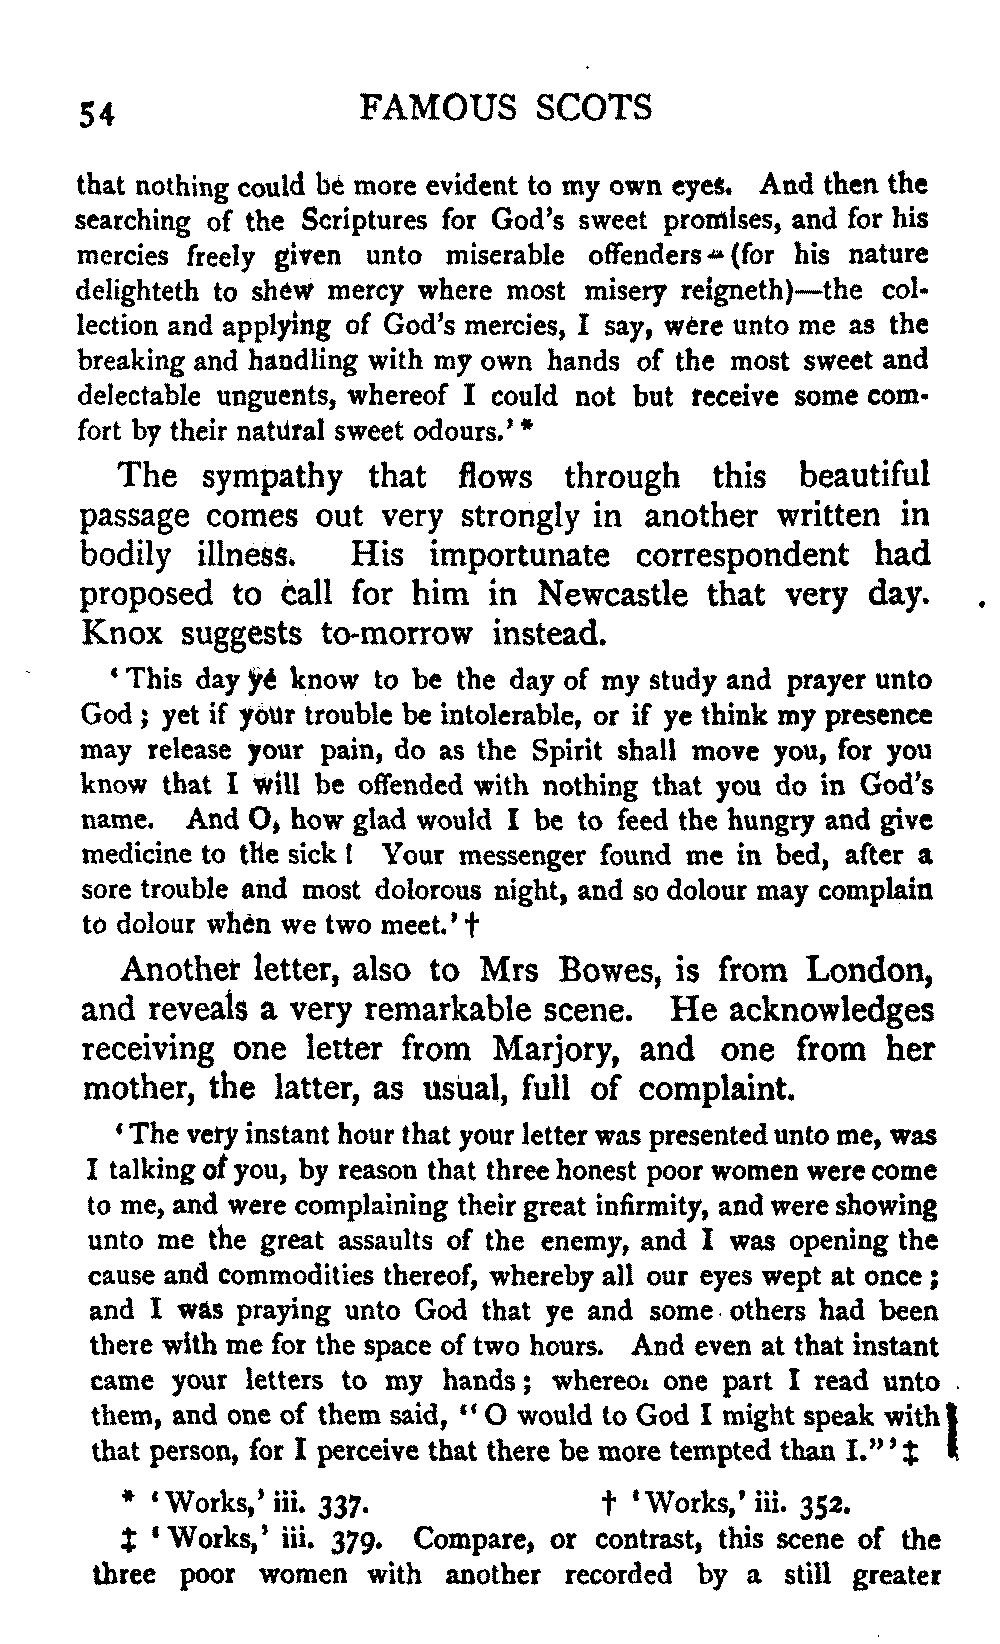 54 FAMOUS SCOTS
that nothing could be more evident to my own eyes. And then the
searching of the Scriptures for God's sweet promises, and for his
mercies freely given unto miserable offenders—(for his nature
delighteth to shew mercy where most misery reigneth)—the col-
lection and applying of God's mercies, I say, were unto me as the
breaking and handling with my own hands of the most sweet and
delectable unguents, whereof I could not but receive some com-
fort by their natural sweet odours.' *
The sympathy that flows through this beautiful
passage comes out very strongly in another written in
bodily illness. His importunate correspondent had
proposed to call for him in Newcastle that very day.
Knox suggests to-morrow instead.
'This day ye know to be the day of my study and prayer unto
God; yet if your trouble be intolerable, or if ye think my presence
may release your pain, do as the Spirit shall move you, for you
know that I will be offended with nothing that you do in God's
name. And O, how glad would I be to feed the hungry and give
medicine to the sick! Your messenger found me in bed, after a
sore trouble and most dolorous night, and so dolour may complain
to dolour when we two meet.' †
Another letter, also to Mrs Bowes, is from London,
and reveals a very remarkable scene. He acknowledges
receiving one letter from Marjory, and one from her
mother, the latter, as usual, full of complaint.
'The very instant hour that your letter was presented unto me, was
I talking of you, by reason that three honest poor women were come
to me, and were complaining their great infirmity, and were showing
unto me the great assaults of the enemy, and I was opening the
cause and commodities thereof, whereby all our eyes wept at once;
and I was praying unto God that ye and some others had been
there with me for the space of two hours. And even at that instant
came your letters to my hands; whereof one part I read unto
them, and one of them said, "O would to God I might speak with
that person, for I perceive that there be more tempted than I."' ‡
* 'Works,' iii. 337. † 'Works,' iii. 352.
‡ 'Works,' iii. 379. Compare, or contrast, this scene of the
three poor women with another recorded by a still greater